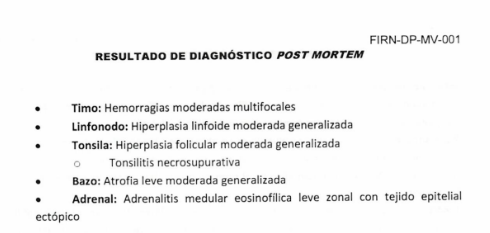 FIRN-DP-MV-001
RESULTADO DE DIAGNÓSTICO POST MORTEM
• Timo: Hemorragias moderadas multifocales
• Linfonodo: Hiperplasia linfoide moderada generalizada
• Tonsila: Hiperplasia folicular moderada generalizada
○ Tonsilitis necrosupurativa
• Bazo: Atrofia leve moderada generalizada
• Adrenal: Adrenalitis medular eosinofílica leve zonal con tejido epitelial
ectópico